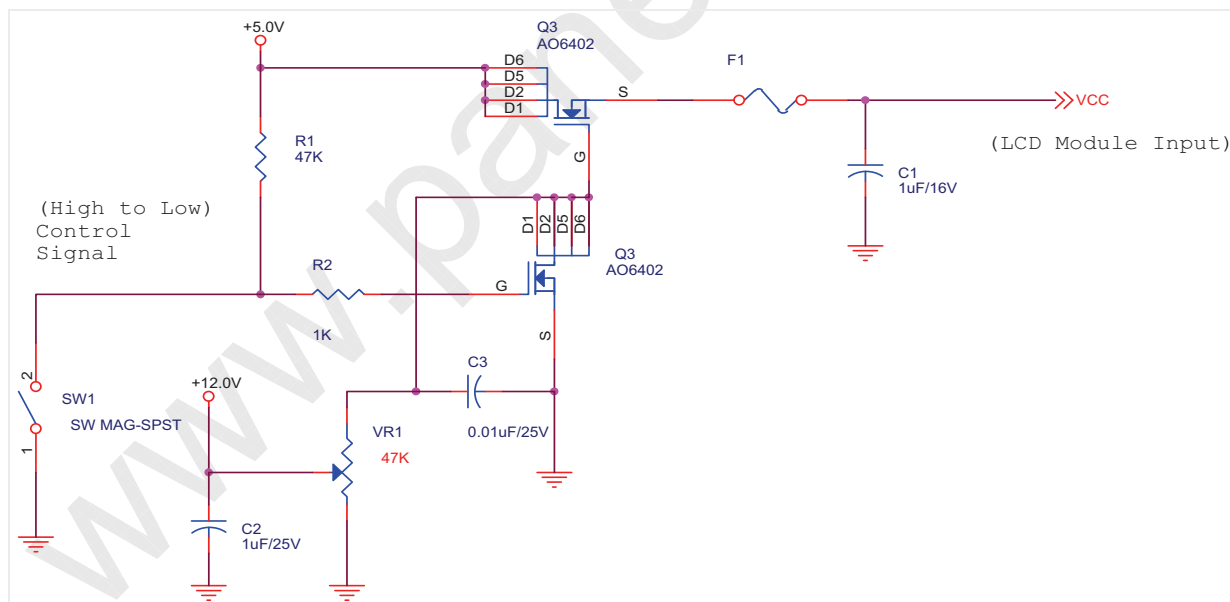 +5.0V
Q3
AO6402
D6
D5
D2
D1
S
G
F1
VCC
(LCD Module Input)
C1
1uF/16V
R1
47K
(High to Low)
Control
Signal
D1
D2
D5
D6
Q3
AO6402
R2
1K
G
S
C3
0.01uF/25V
+12.0V
2
SW1
SW MAG-SPST
1
VR1
47K
C2
1uF/25V
www.pane